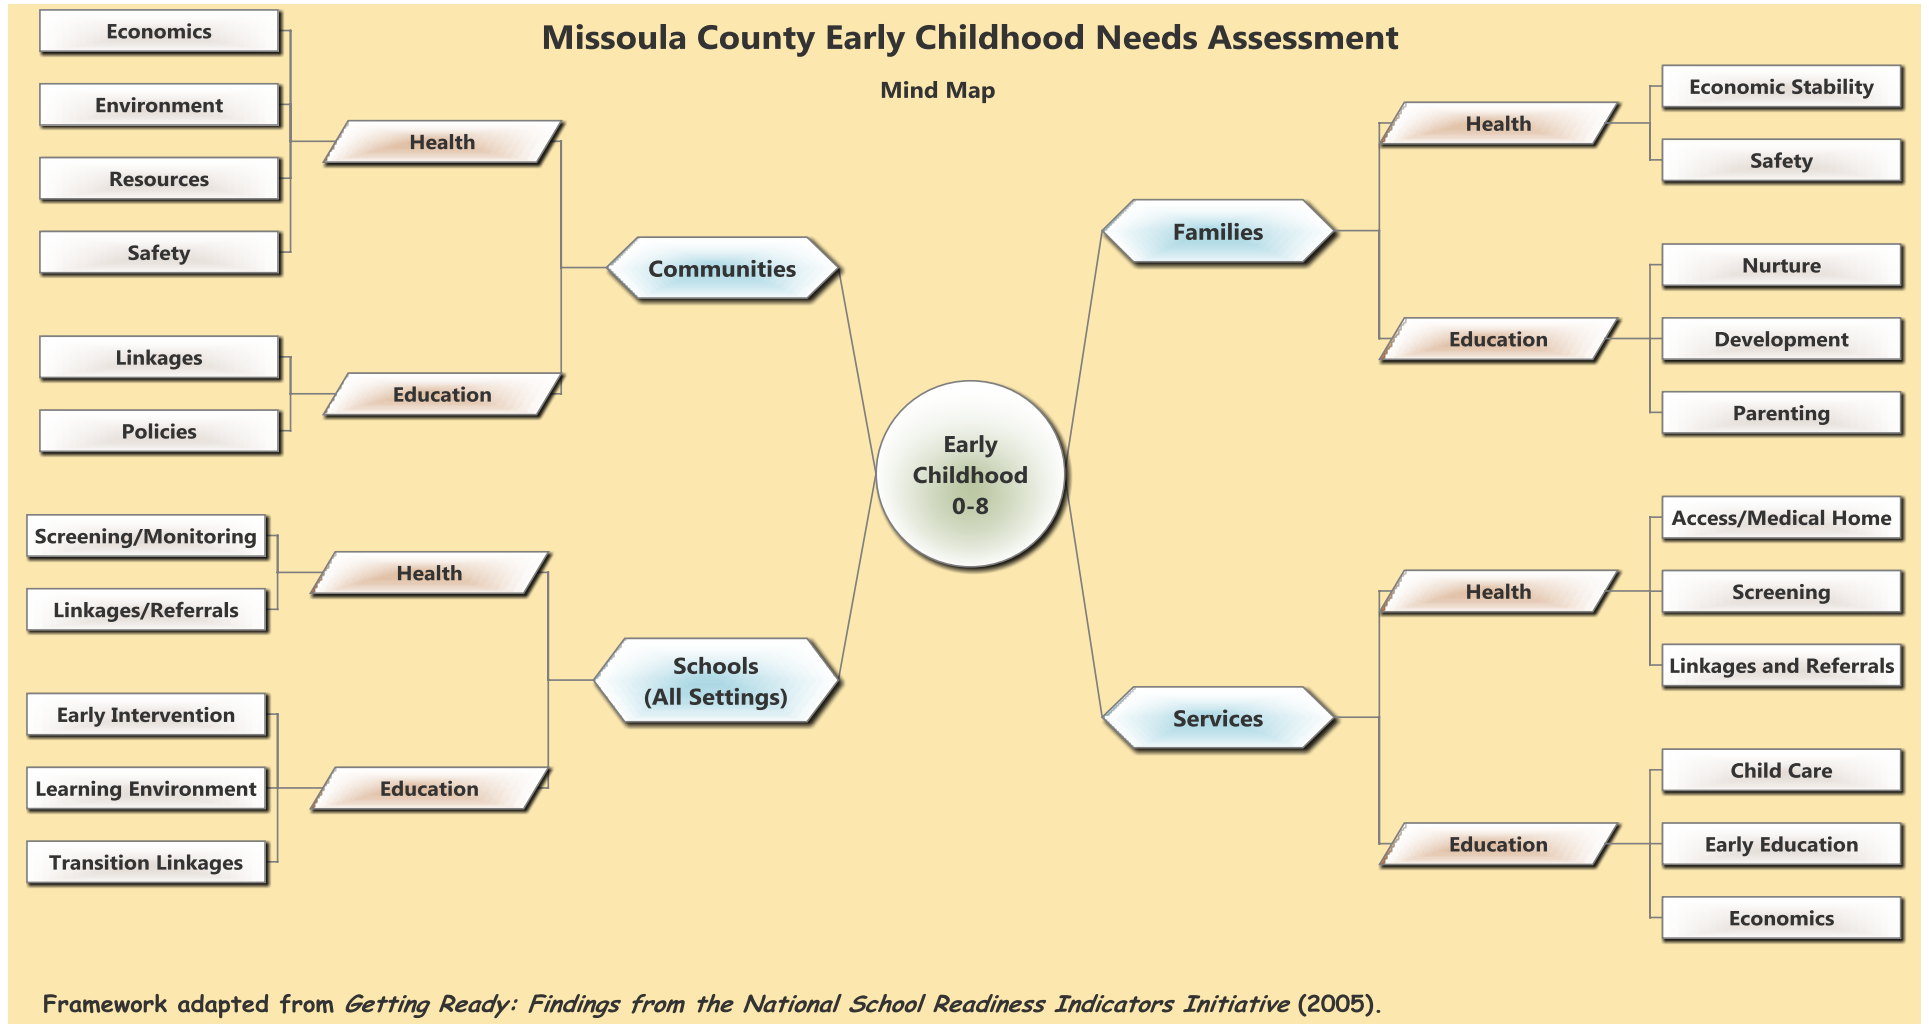 Missoula County Early Childhood Needs Assessment
Mind Map
Economics
Environment
Resources
Safety
Health
Linkages
Policies
Education
Communities
Screening/Monitoring
Linkages/Referrals
Health
Early Intervention
Learning Environment
Transition Linkages
Education
Schools
(All Settings)
Early
Childhood
0-8
Families
Health
Economic Stability
Safety
Education
Nurture
Development
Parenting
Services
Health
Access/Medical Home
Screening
Linkages and Referrals
Education
Child Care
Early Education
Economics
Framework adapted from Getting Ready: Findings from the National School Readiness Indicators Initiative (2005).